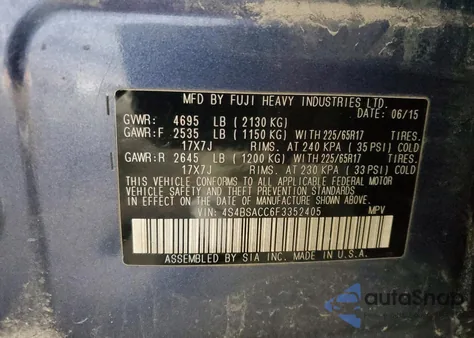 MFD BY FUJI HEAVY INDUSTRIES LTD.
DATE: 06/15
GVWR: 4695 LB (2130 KG)
GAWR:F 2535 LB (1150 KG) WITH 225/65R17 TIRES.
17X7J RIMS. AT 240 KPA (35 PSI) COLD
GAWR:R 2645 LB (1200 KG) WITH 225/65R17 TIRES.
17X7J RIMS. AT 230 KPA (33 PSI) COLD
THIS VEHICLE CONFORMS TO ALL APPLICABLE FEDERAL MOTOR
VEHICLE SAFETY AND THEFT PREVENTION STANDARDS
IN EFFECT ON THE DATE OF MANUFACTURE SHOWN ABOVE.
VIN: 4S4BSACC6F3352405 MPV
ASSEMBLED BY SIA INC. MADE IN U.S.A.
autoSnap